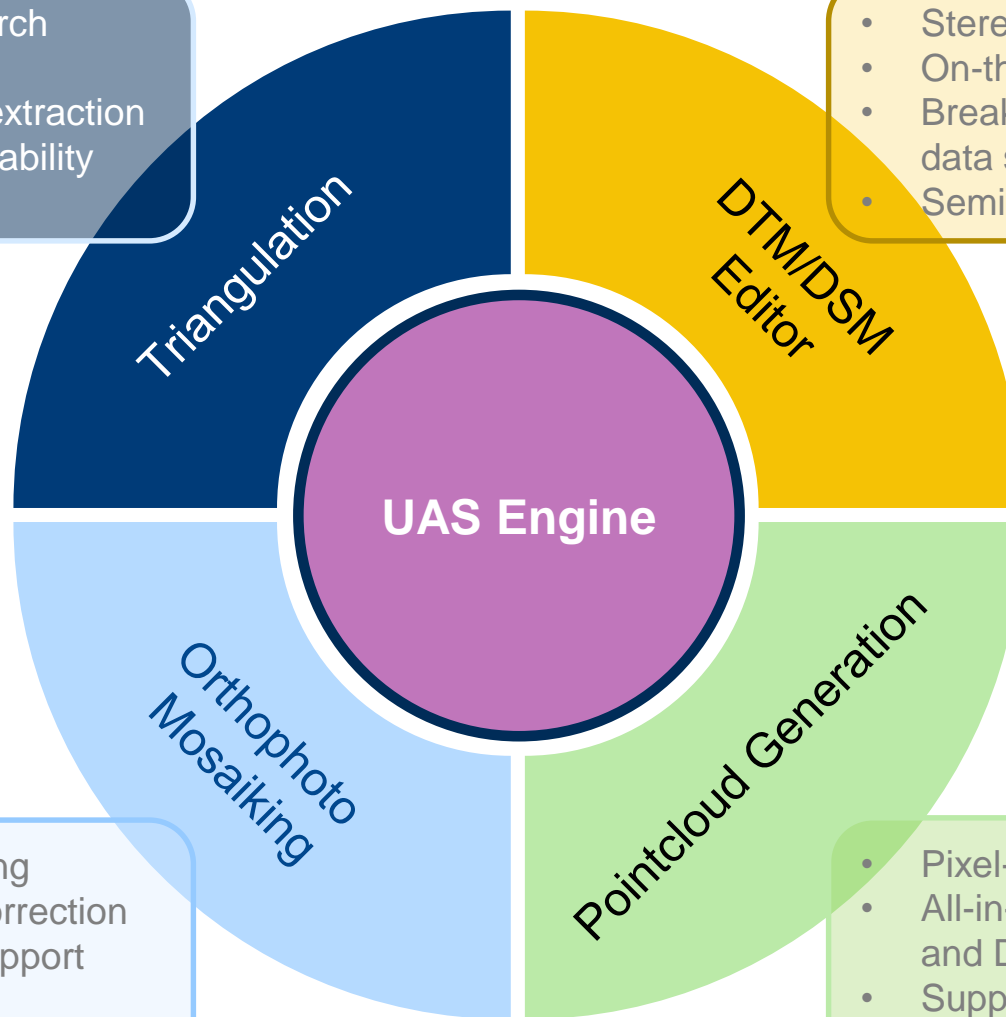 rch
extraction
ability
• Stere
• On-th
• Break
data s
• Semi
Triangulation
DTM/DSM
Editor
UAS Engine
Orthophoto
Mosaiking
Pointcloud Generation
ng
orrection
pport
• Pixel-
• All-in-
and D
• Supp